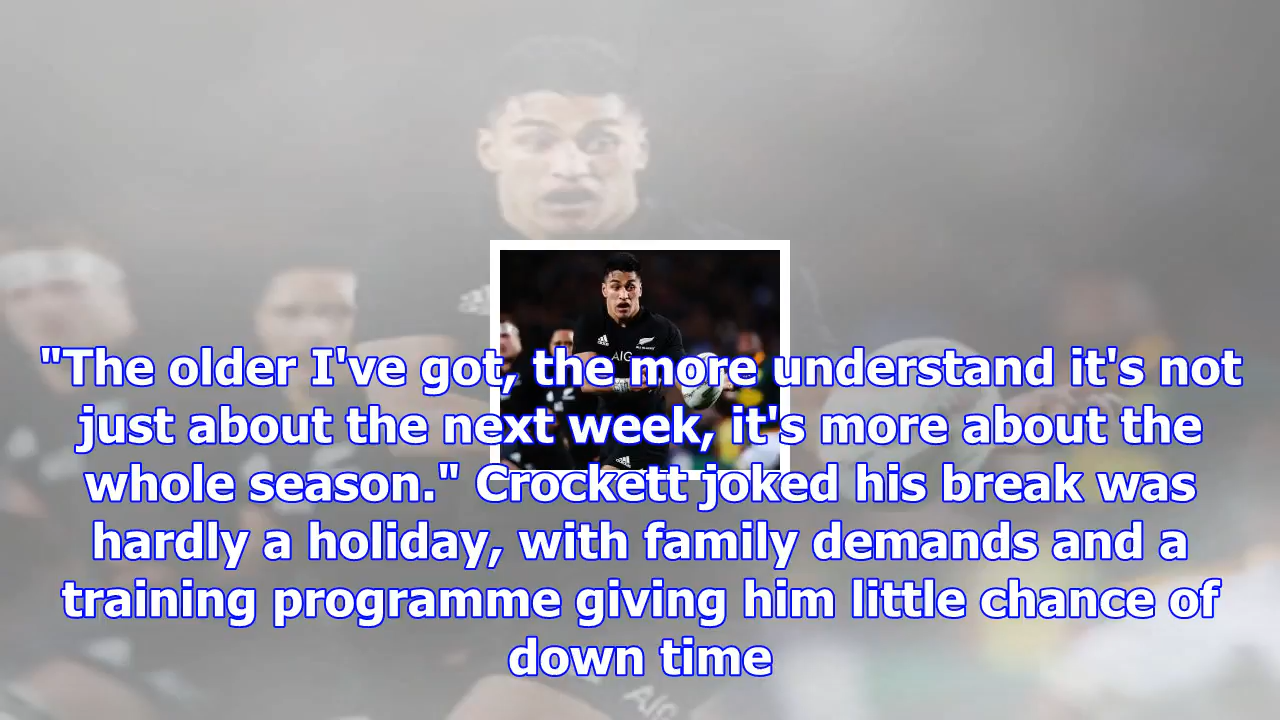 "The older I've got, the more understand it's not
just about the next week, it's more about the
whole season." Crockett joked his break was
hardly a holiday, with family demands and a
training programme giving him little chance of
down time
AIG